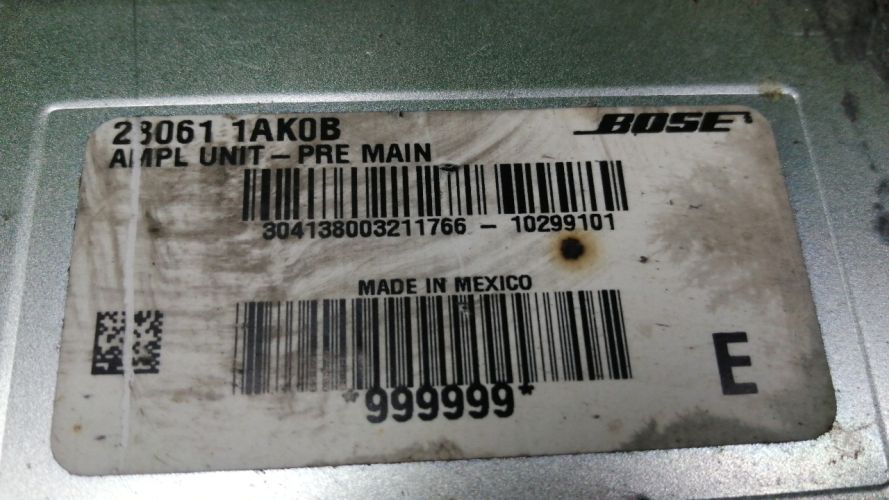 28061 1AK0B
BOSE
AMPL UNIT - PRE MAIN
304138003211766 - 10299101
MADE IN MEXICO
*999999*
E